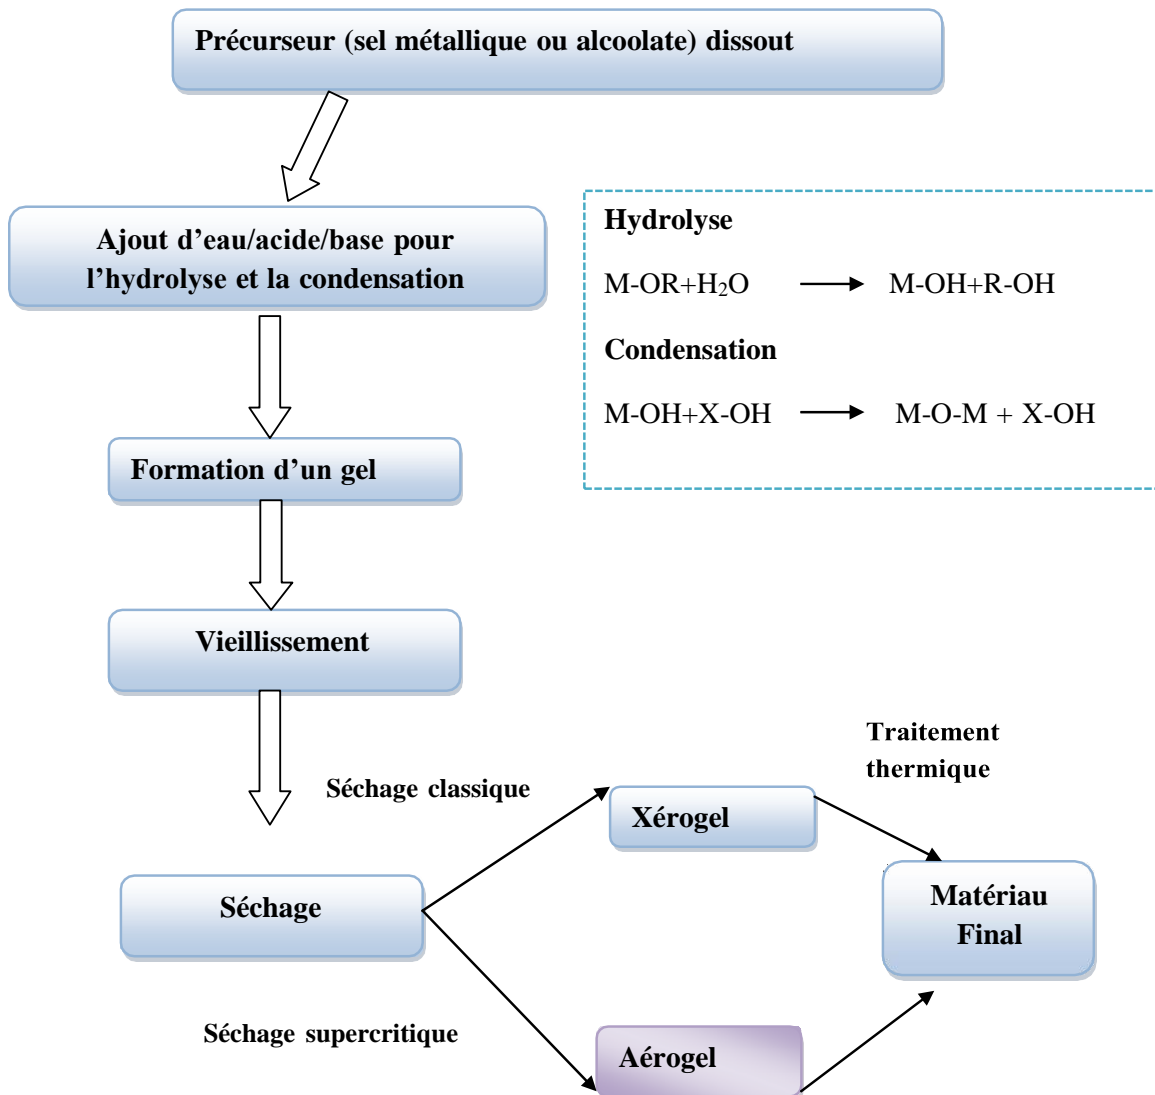 Précurseur (sel métallique ou alcoolate) dissout
Ajout d’eau/acide/base pour
l’hydrolyse et la condensation
Hydrolyse
M-OR+H₂O → M-OH+R-OH
Condensation
M-OH+X-OH → M-O-M + X-OH
Formation d’un gel
Vieillissement
Traitement
thermique
Séchage classique
Xérogel
Séchage
Matériau
Final
Séchage supercritique
Aérogel